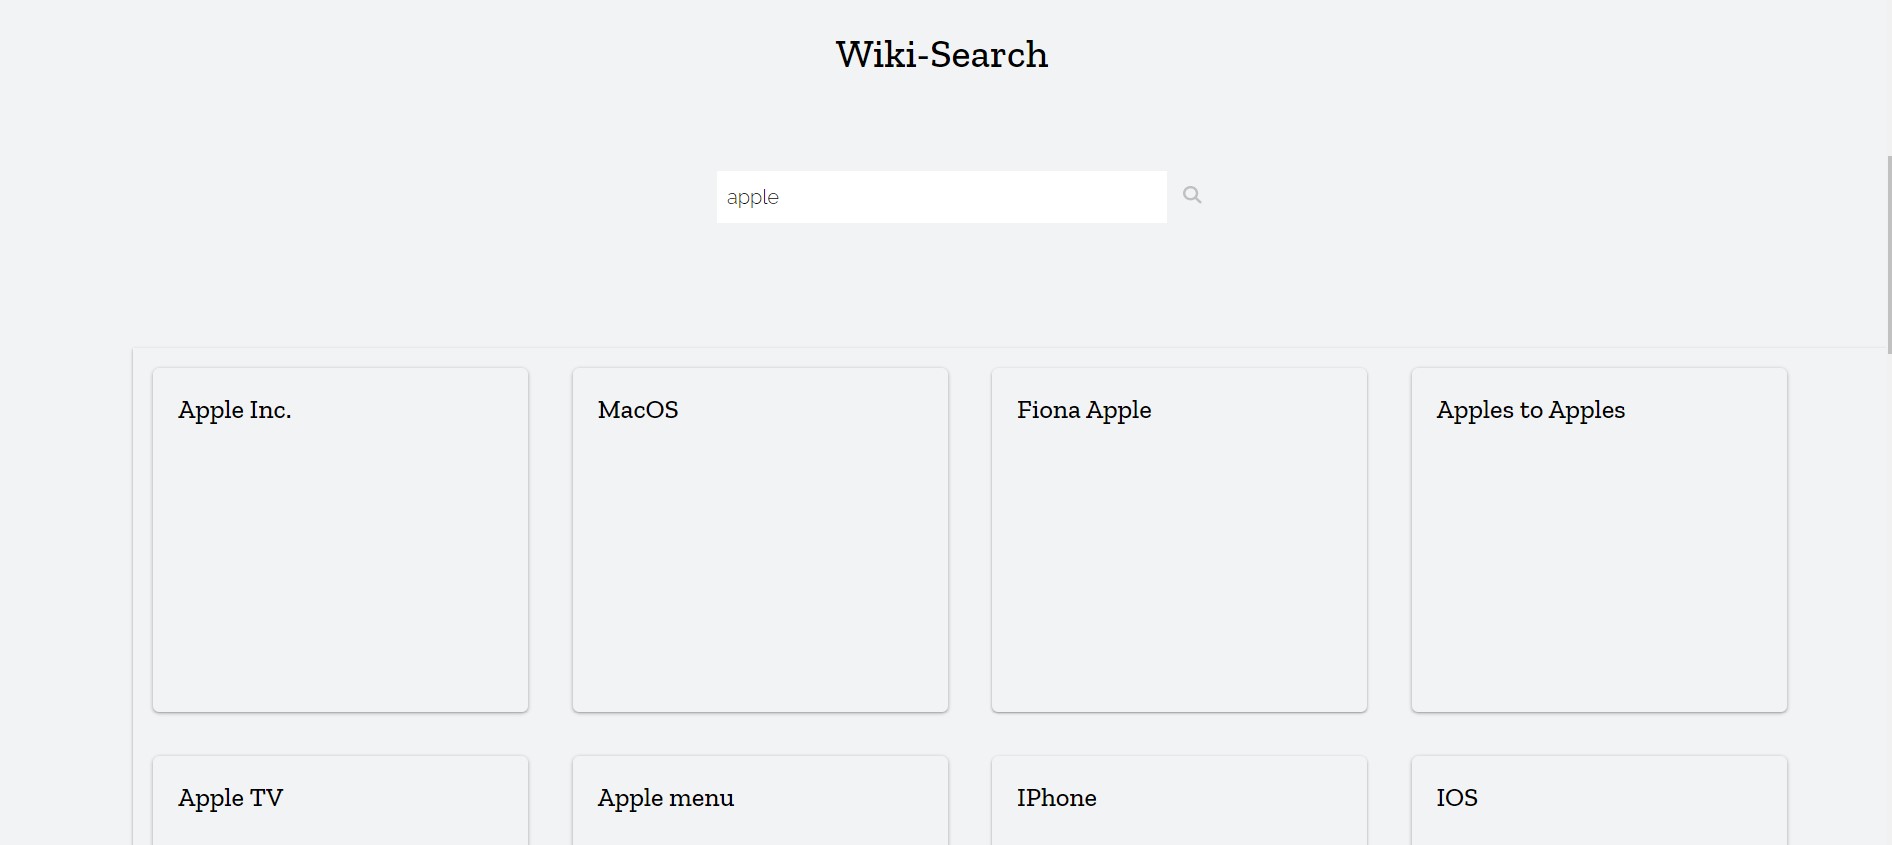 Wiki-Search
apple
Apple Inc.
MacOS
Fiona Apple
Apples to Apples
Apple TV
Apple menu
IPhone
IOS